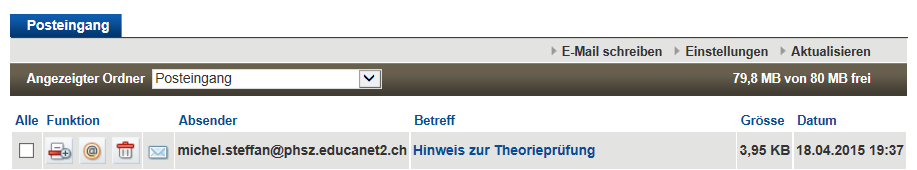 Posteingang
E-Mail schreiben Einstellungen Aktualisieren
Angezeigter Ordner Posteingang 79,8 MB von 80 MB frei
Alle Funktion Absender Betreff Grösse Datum
michel.steffan@phsz.educanet2.ch Hinweis zur Theorieprüfung 3,95 KB 18.04.2015 19:37